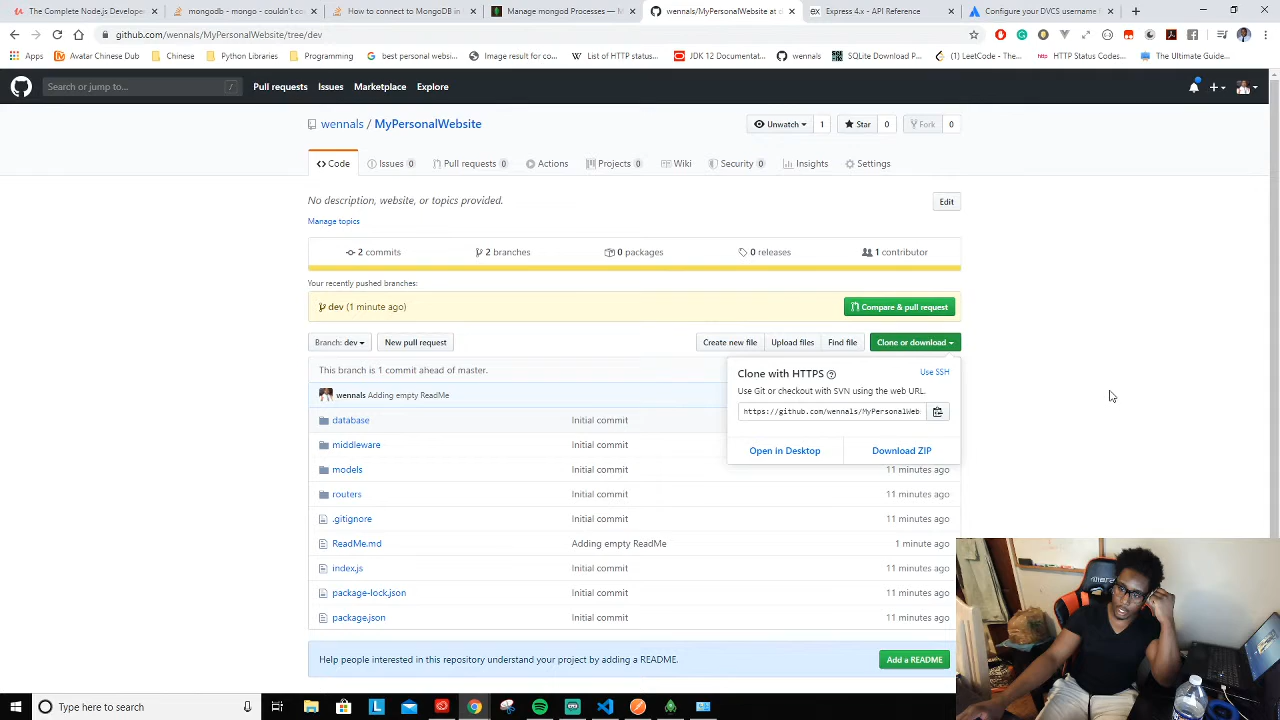 The Complete Node.js Developer
mongodb - mongo - couldn't co
How to connect to MongoDB in
Manage mongod Processes — M
wennals/MyPersonalWebsite at d
Express 4.x - API Reference
Configure your DVCS username
github.com/wennals/MyPersonalWebsite/tree/dev
Apps
Avatar Cubner Dub
Chinese
Python Libraries
Programming
Search for "zong" -...
Image result for co...
List of HTTP status...
JDK 12 Documentat...
wennals
SQLite Download P...
(1) LeetCode - The...
HTTP Status Codes...
The Ultimate Guide...
Search or jump to...
/
Pull requests
Issues
Marketplace
Explore
wennals / MyPersonalWebsite
Unwatch 1
Star 0
Fork 0
Code
Issues 0
Pull requests 0
Actions
Projects 0
Wiki
Security 0
Insights
Settings
No description, website, or topics provided.
Edit
Manage topics
2 commits
2 branches
0 packages
0 releases
1 contributor
Your recently pushed branches:
dev (1 minute ago)
Compare & pull request
Branch: dev
New pull request
Create new file
Upload files
Find file
Clone or download
This branch is 1 commit ahead of master.
Clone with HTTPS
Use SSH
Use Git or checkout with SVN using the web URL.
https://github.com/wennals/MyPersonalWeb
Open in Desktop
Download ZIP
wennals Adding empty ReadMe
database Initial commit
middleware Initial commit
models Initial commit 11 minutes ago
routers Initial commit 11 minutes ago
.gitignore Initial commit 11 minutes ago
ReadMe.md Adding empty ReadMe 1 minute ago
index.js Initial commit 11 minutes ago
package-lock.json Initial commit 11 minutes ago
package.json Initial commit 11 minutes ago
Help people interested in this repository understand your project by adding a README.
Add a README
Type here to search